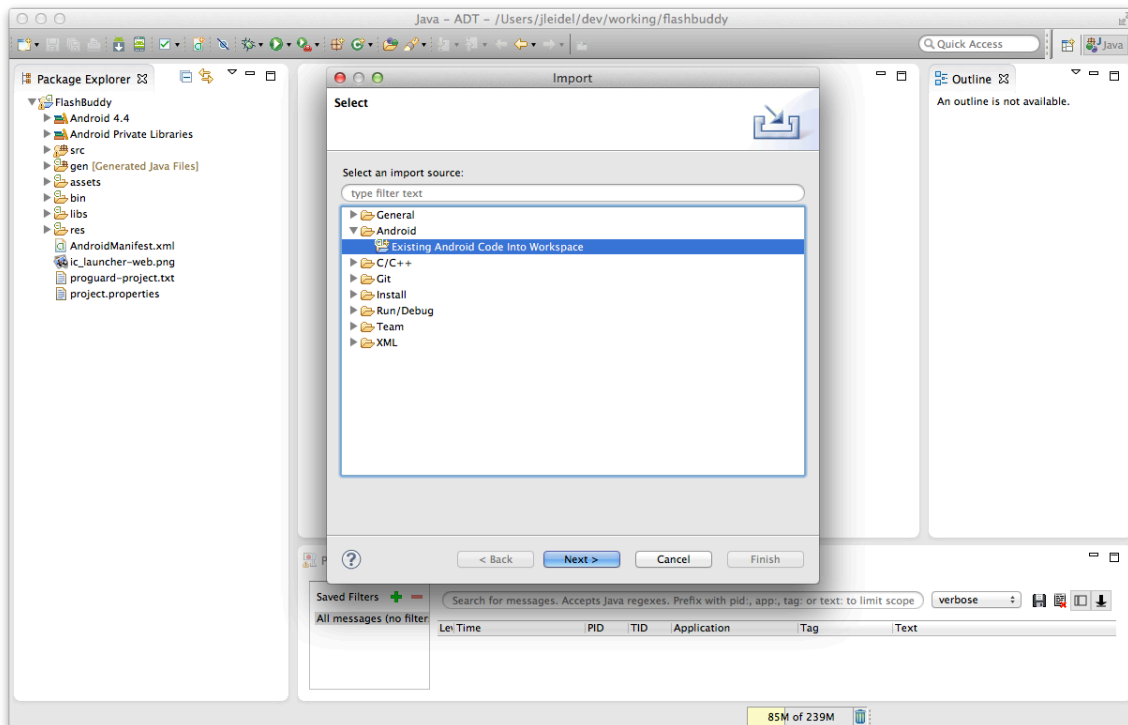 Java – ADT – /Users/jleidel/dev/working/flashbuddy
Quick Access
Java
Package Explorer
FlashBuddy
Android 4.4
Android Private Libraries
src
gen [Generated Java Files]
assets
bin
libs
res
AndroidManifest.xml
ic_launcher-web.png
proguard-project.txt
project.properties
Import
Select
Select an import source:
type filter text
General
Android
Existing Android Code Into Workspace
C/C++
Git
Install
Run/Debug
Team
XML
?
< Back
Next >
Cancel
Finish
Outline
An outline is not available.
P
Saved Filters
All messages (no filter
Search for messages. Accepts Java regexes. Prefix with pid:, app:, tag: or text: to limit scope
verbose
Lev Time PID TID Application Tag Text
85M of 239M